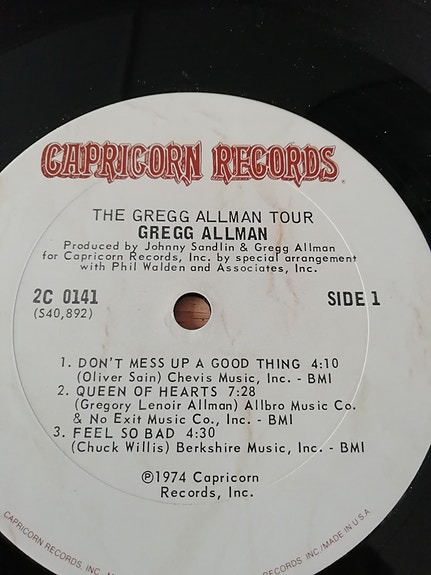 CAPRICORN RECORDS
THE GREGG ALLMAN TOUR
GREGG ALLMAN
Produced by Johnny Sandlin & Gregg Allman
for Capricorn Records, Inc. by special arrangement
with Phil Walden and Associates, Inc.
2C 0141
SIDE 1
(S40,892)
1. DON'T MESS UP A GOOD THING 4:10
(Oliver Sain) Chevis Music, Inc. - BMI
2. QUEEN OF HEARTS 7:28
(Gregory Lenoir Allman) Allbro Music Co.
& No Exit Music Co., Inc. - BMI
3. FEEL SO BAD 4:30
(Chuck Willis) Berkshire Music, Inc. - BMI
℗1974 Capricorn
Records, Inc.
CAPRICORN RECORDS, INC.
RECORDS, INC./MADE IN U.S.A